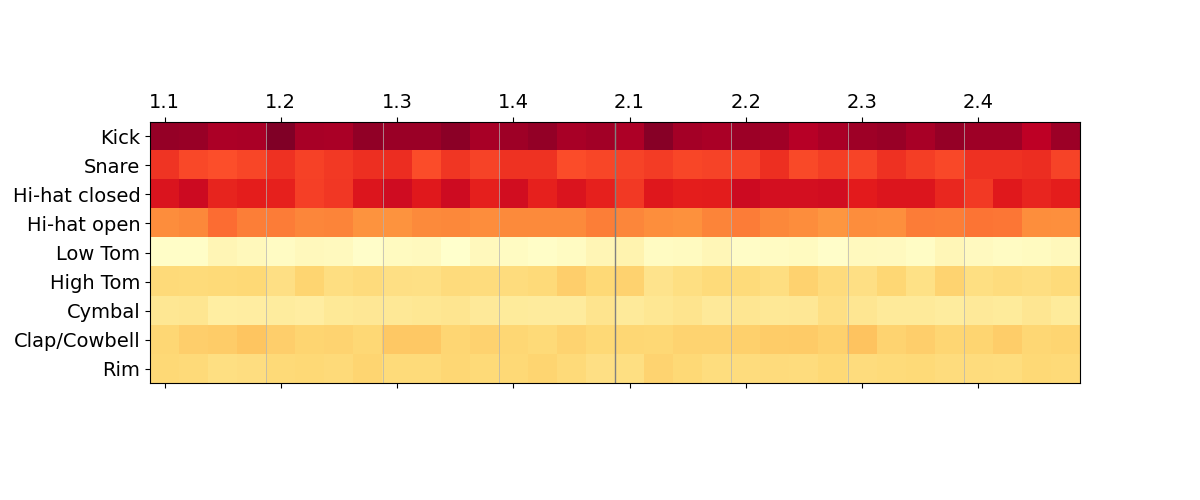 1.1 1.2 1.3 1.4 2.1 2.2 2.3 2.4
Kick
Snare
Hi-hat closed
Hi-hat open
Low Tom
High Tom
Cymbal
Clap/Cowbell
Rim